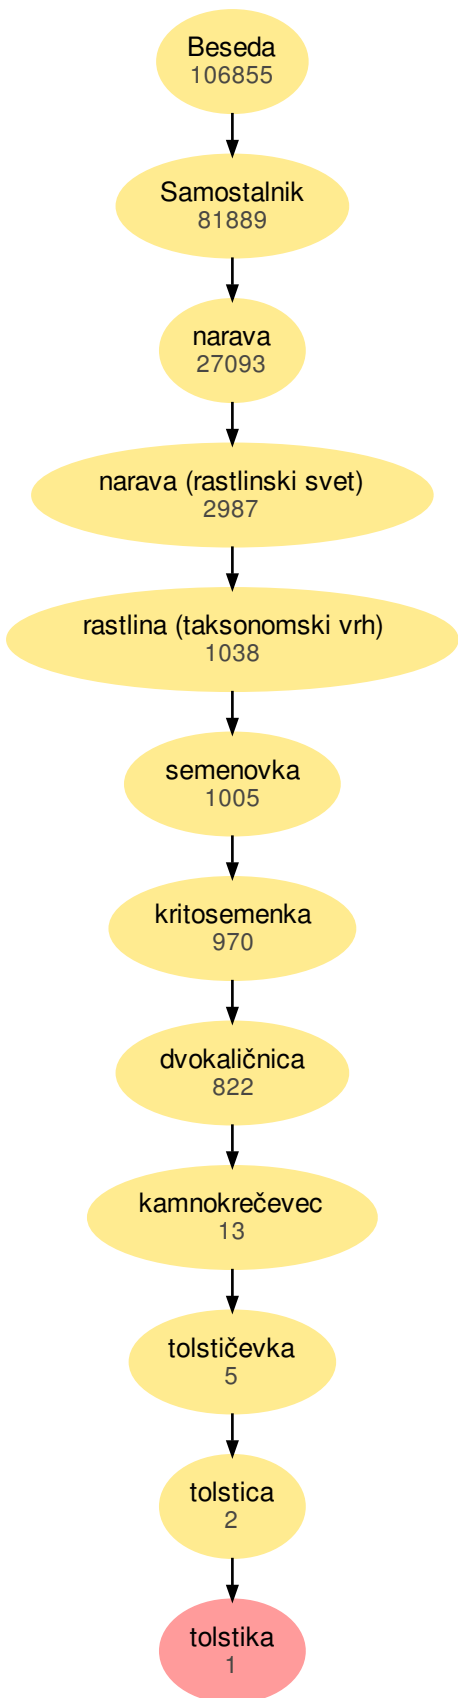 Beseda
106855
Samostalnik
81889
narava
27093
narava (rastlinski svet)
2987
rastlina (taksonomski vrh)
1038
semenovka
1005
kritosemenka
970
dvokaličnica
822
kamnokrečevec
13
tolstičevka
5
tolstica
2
tolstika
1